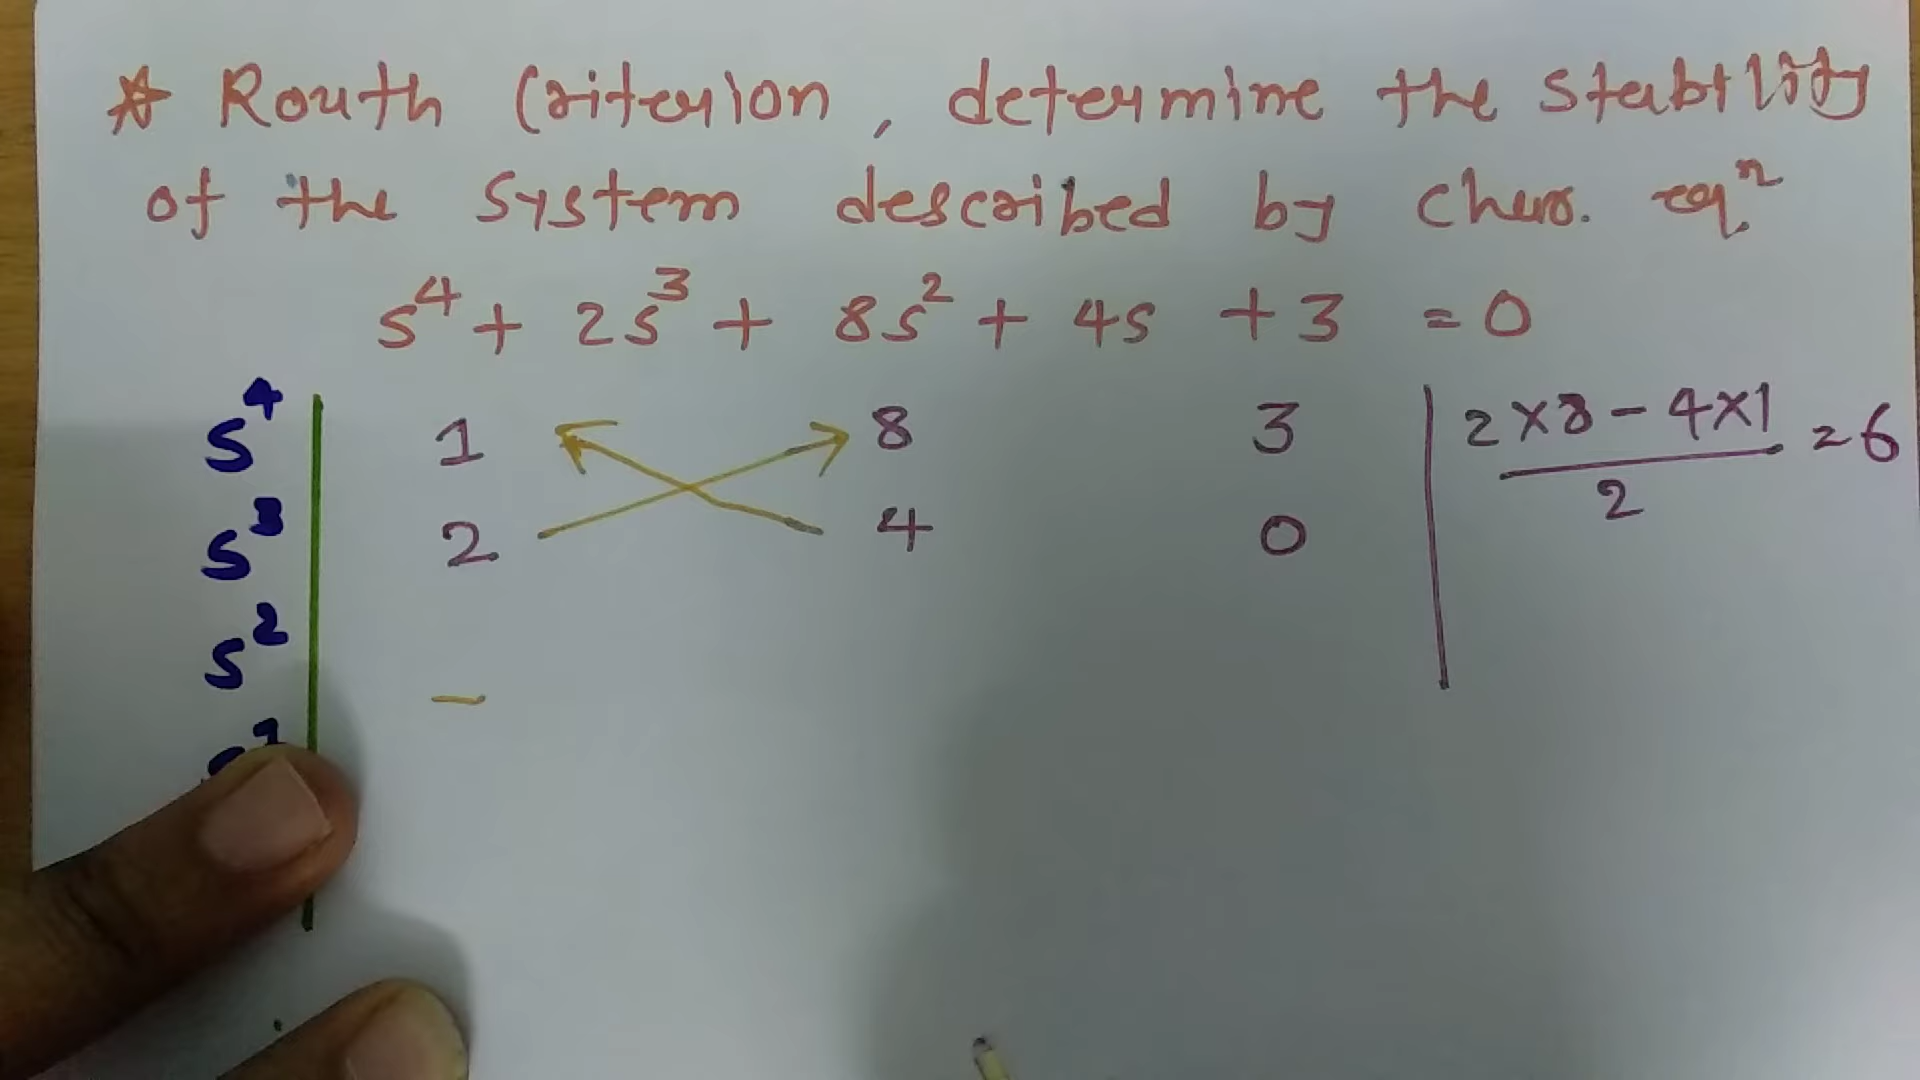 * Routh Criterion, determine the stability
of the system described by char. eqⁿ.
s⁴ + 2s³ + 8s² + 4s + 3 = 0
s⁴ 1 8 3 2×8 - 4×1 = 6
2
s³ 2 4 0
s²